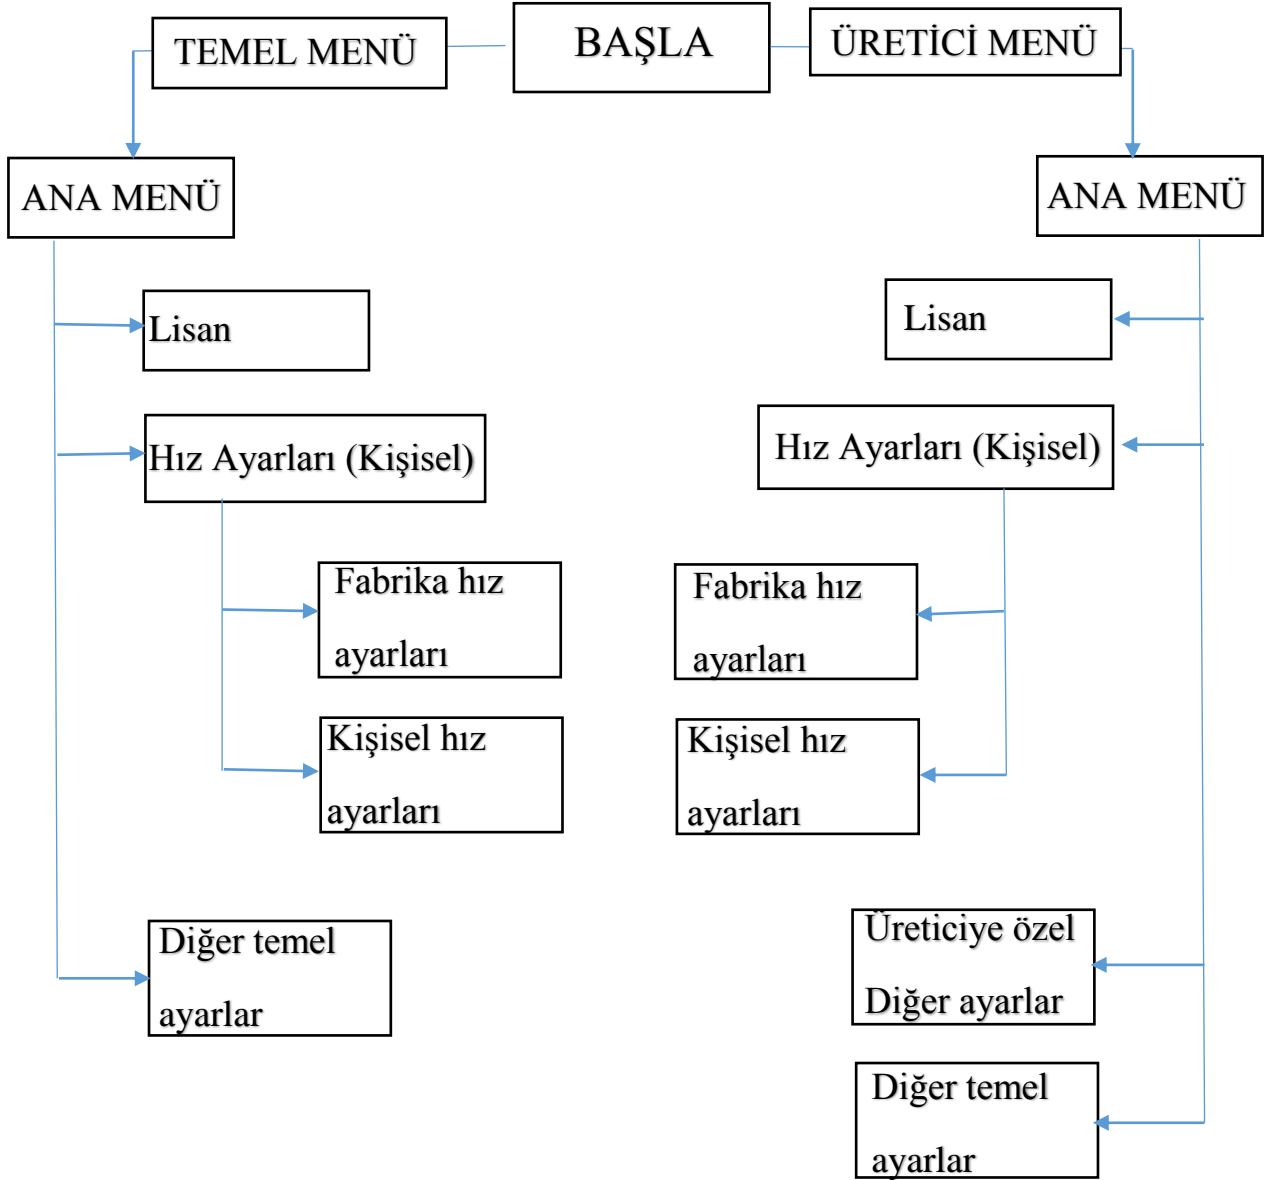 TEMEL MENÜ
BAŞLA
ÜRETİCİ MENÜ
ANA MENÜ
Lisan
Hız Ayarları (Kişisel)
Fabrika hız
ayarları
Kişisel hız
ayarları
Diğer temel
ayarlar
ANA MENÜ
Lisan
Hız Ayarları (Kişisel)
Fabrika hız
ayarları
Kişisel hız
ayarları
Üreticiye özel
Diğer ayarlar
Diğer temel
ayarlar